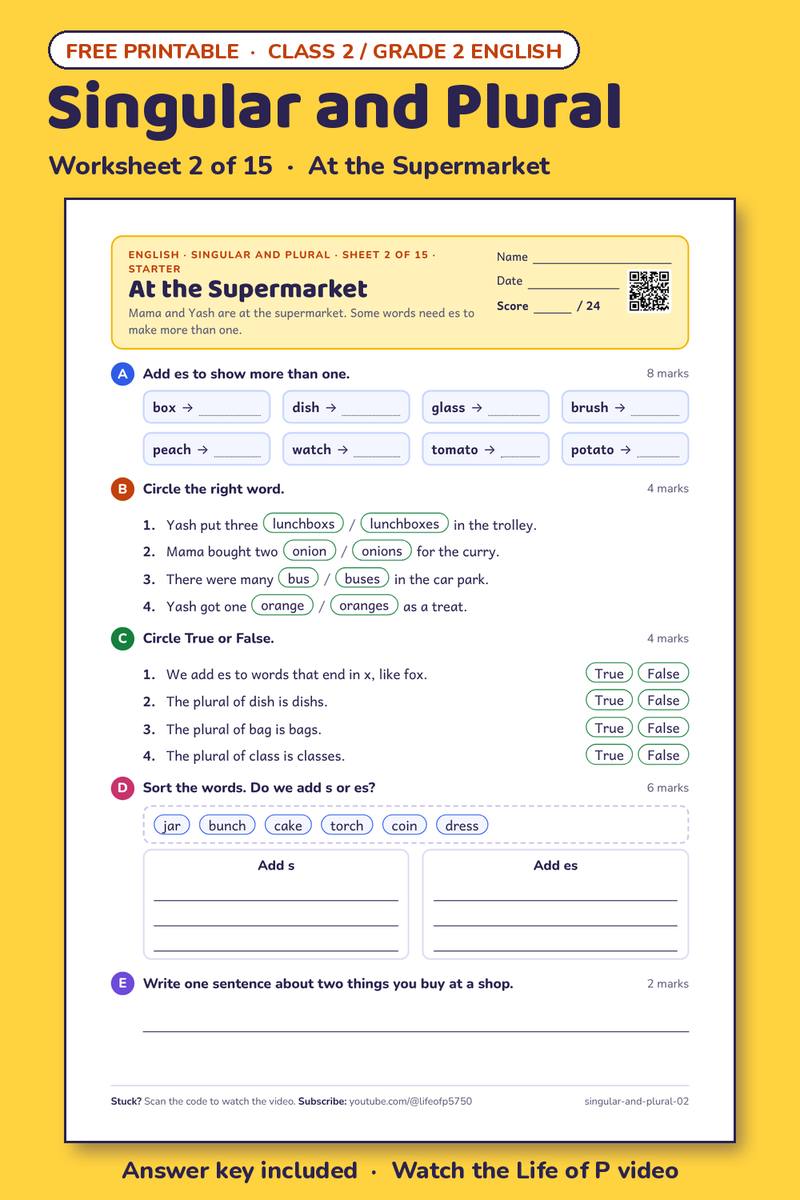 FREE PRINTABLE · CLASS 2 / GRADE 2 ENGLISH
Singular and Plural
Worksheet 2 of 15 · At the Supermarket
ENGLISH · SINGULAR AND PLURAL · SHEET 2 OF 15 ·
STARTER
At the Supermarket
Mama and Yash are at the supermarket. Some words need es to
make more than one.
Name
Date
Score / 24
A Add es to show more than one. 8 marks
box → dish → glass → brush →
peach → watch → tomato → potato →
B Circle the right word. 4 marks
1. Yash put three lunchboxs / lunchboxes in the trolley.
2. Mama bought two onion / onions for the curry.
3. There were many bus / buses in the car park.
4. Yash got one orange / oranges as a treat.
C Circle True or False. 4 marks
1. We add es to words that end in x, like fox. True False
2. The plural of dish is dishs. True False
3. The plural of bag is bags. True False
4. The plural of class is classes. True False
D Sort the words. Do we add s or es? 6 marks
jar bunch cake torch coin dress
Add s Add es
E Write one sentence about two things you buy at a shop. 2 marks
Stuck? Scan the code to watch the video. Subscribe: youtube.com/@lifeofp5750 singular-and-plural-02
Answer key included · Watch the Life of P video